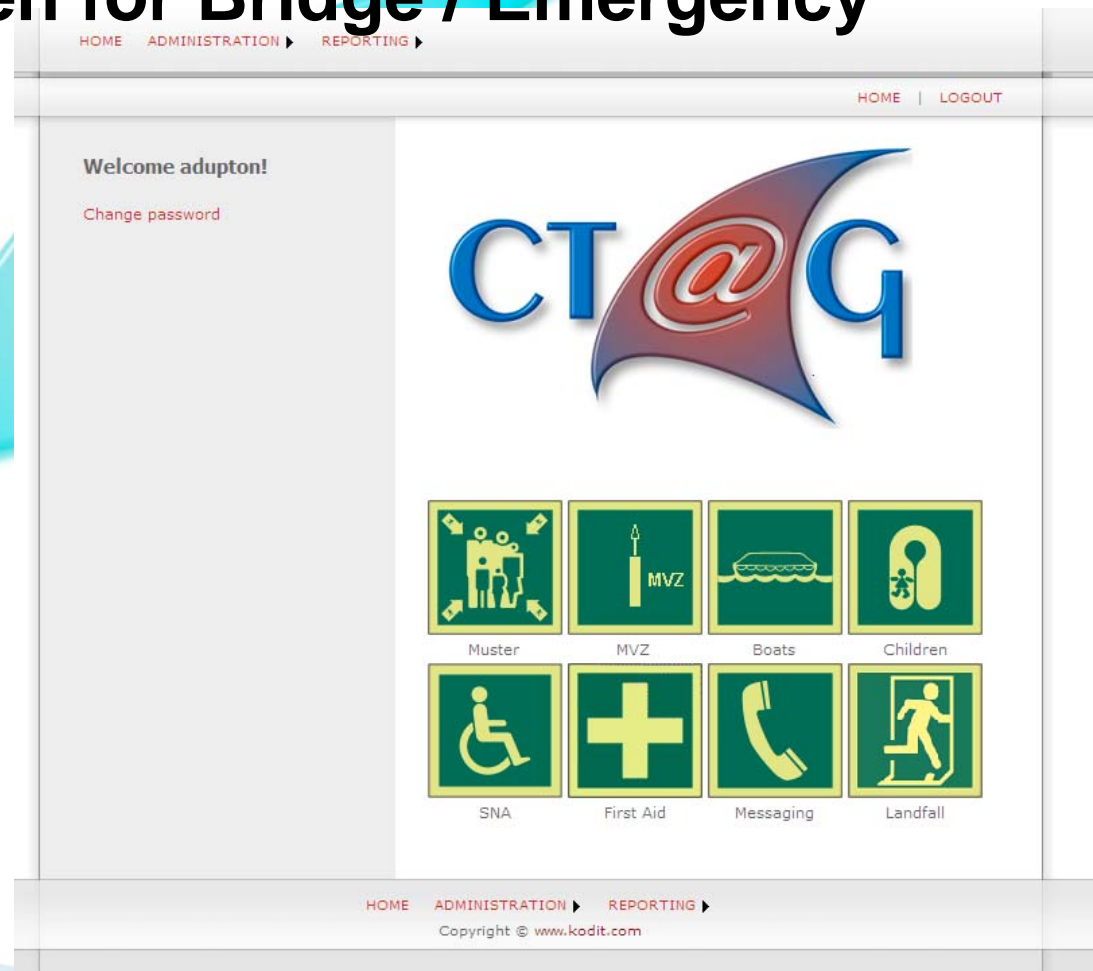 en for Bridge / Emergency
HOME ADMINISTRATION REPORTING
HOME | LOGOUT
Welcome adupton!
Change password
CT@G
MVZ
Muster MVZ Boats Children
SNA First Aid Messaging Landfall
HOME ADMINISTRATION REPORTING
Copyright © www.kodit.com